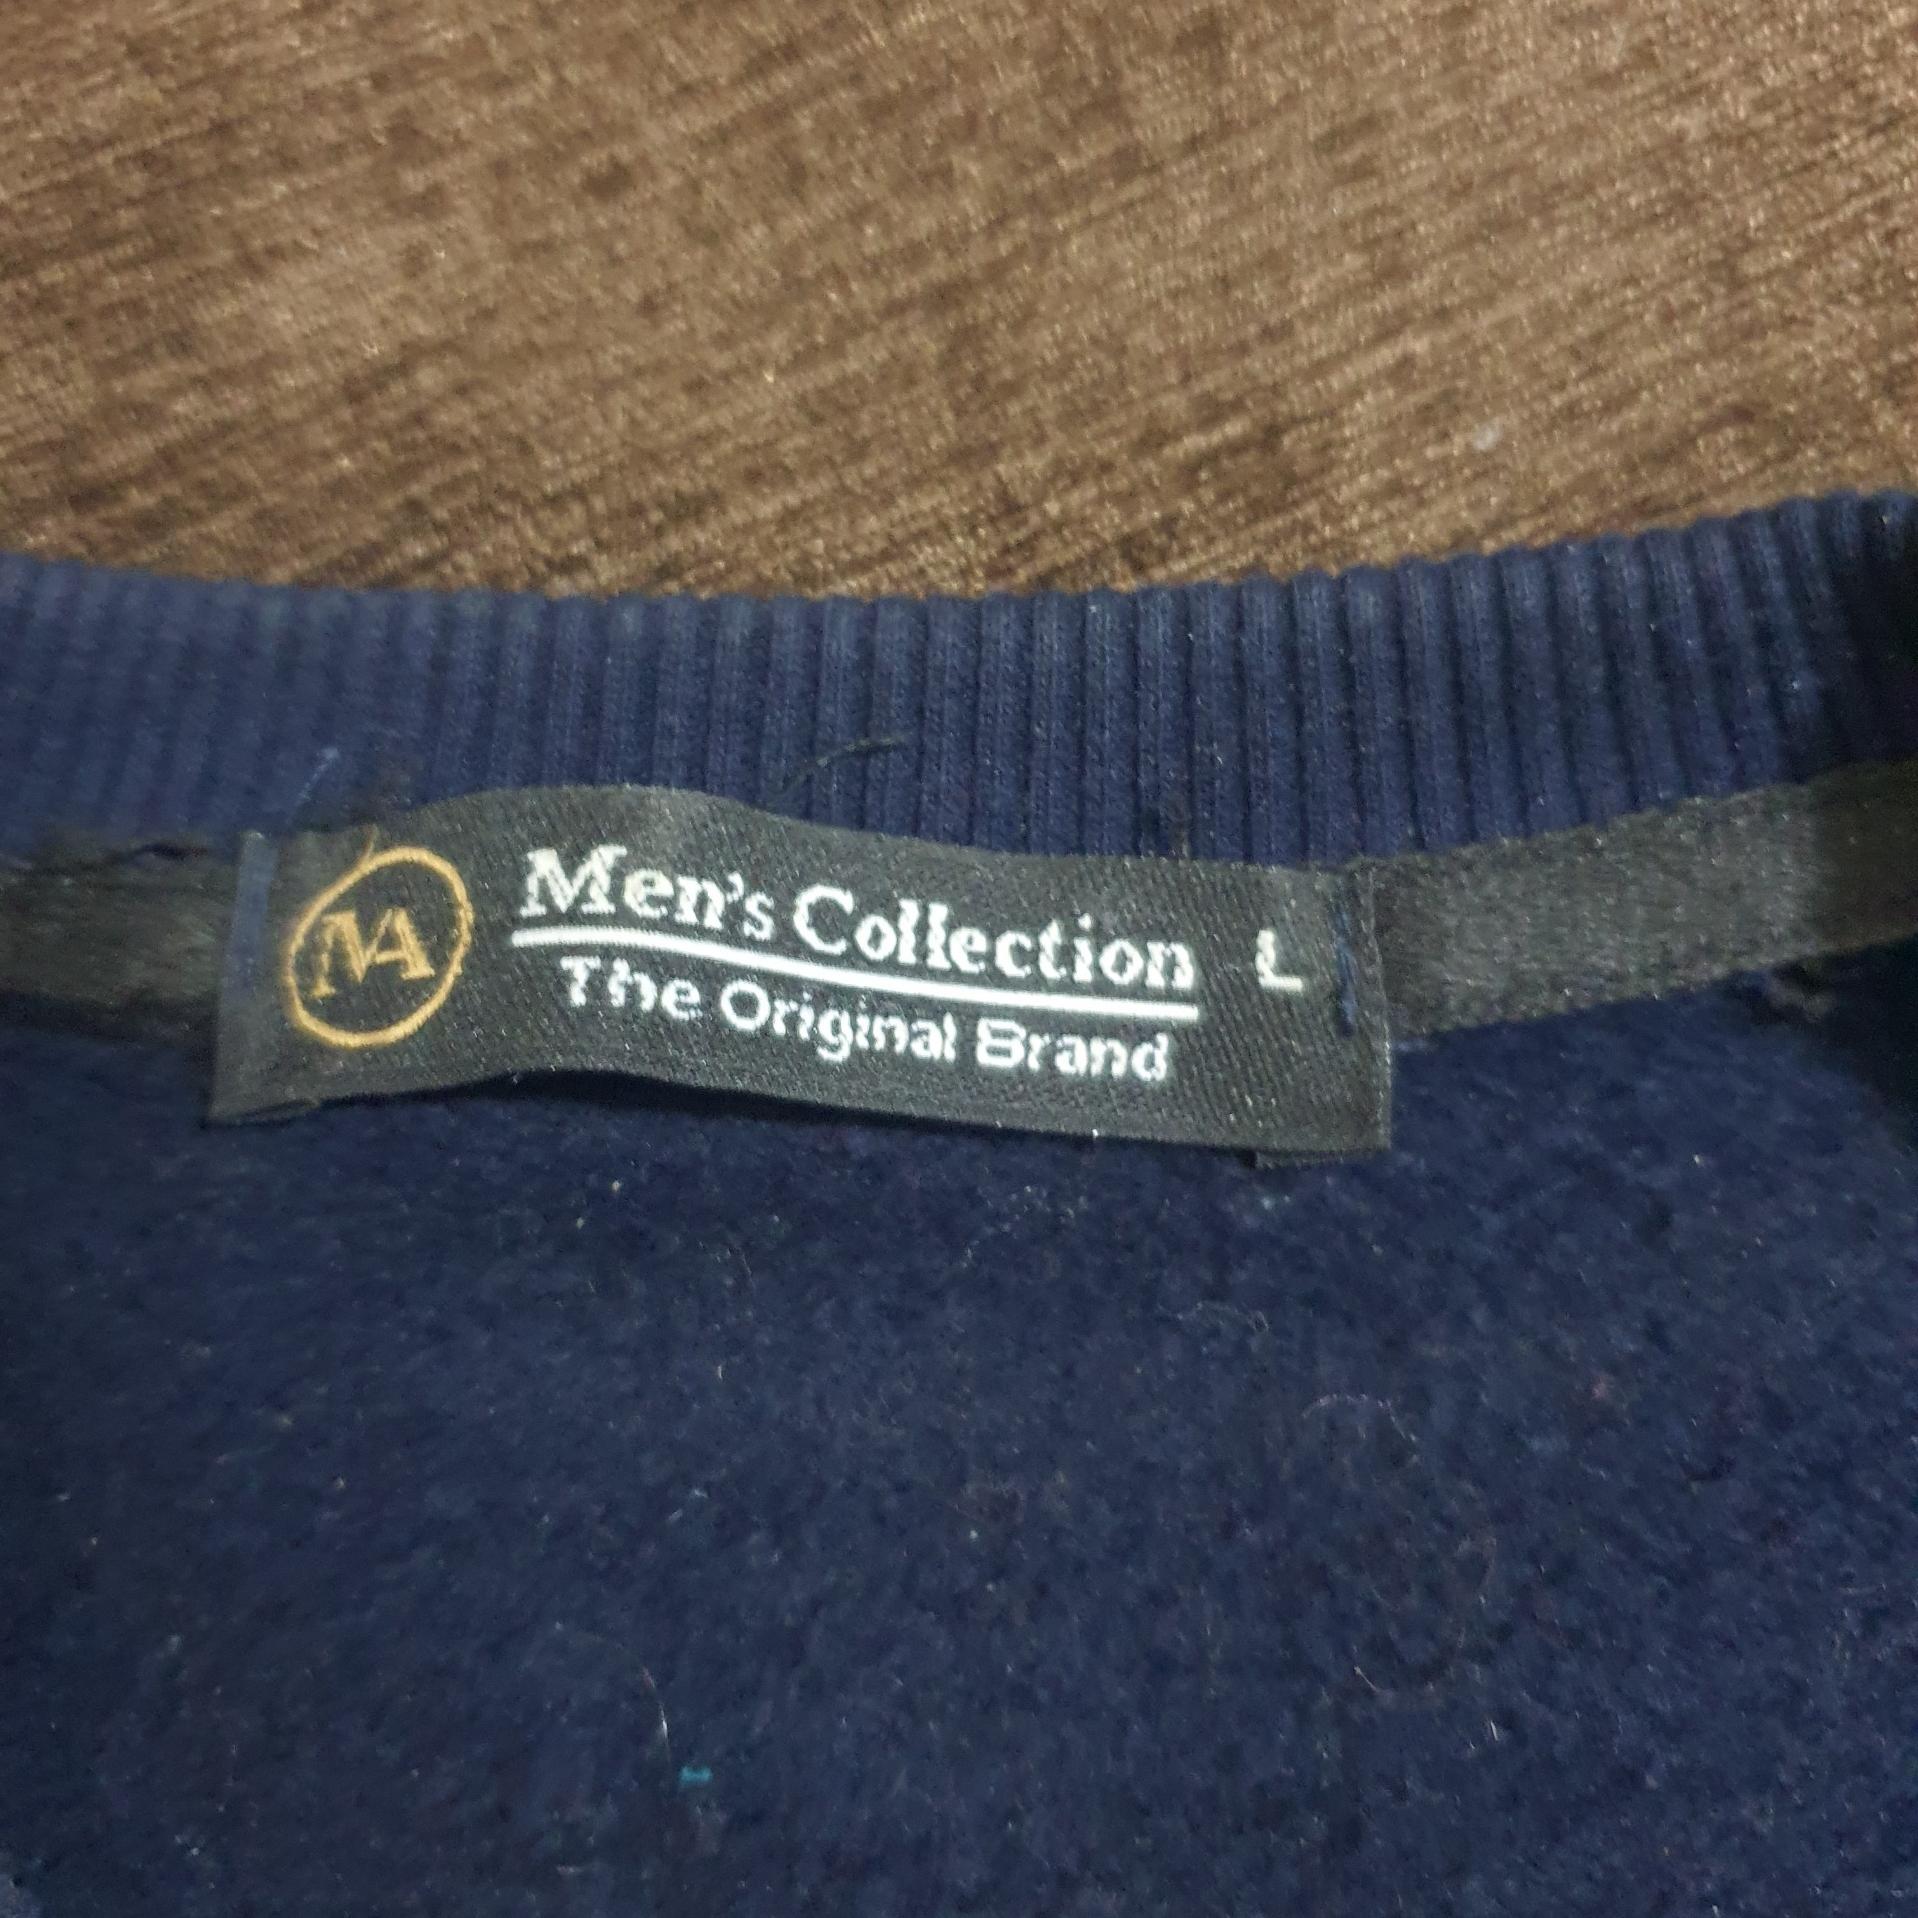 MA
Men's Collection L
The Original Brand